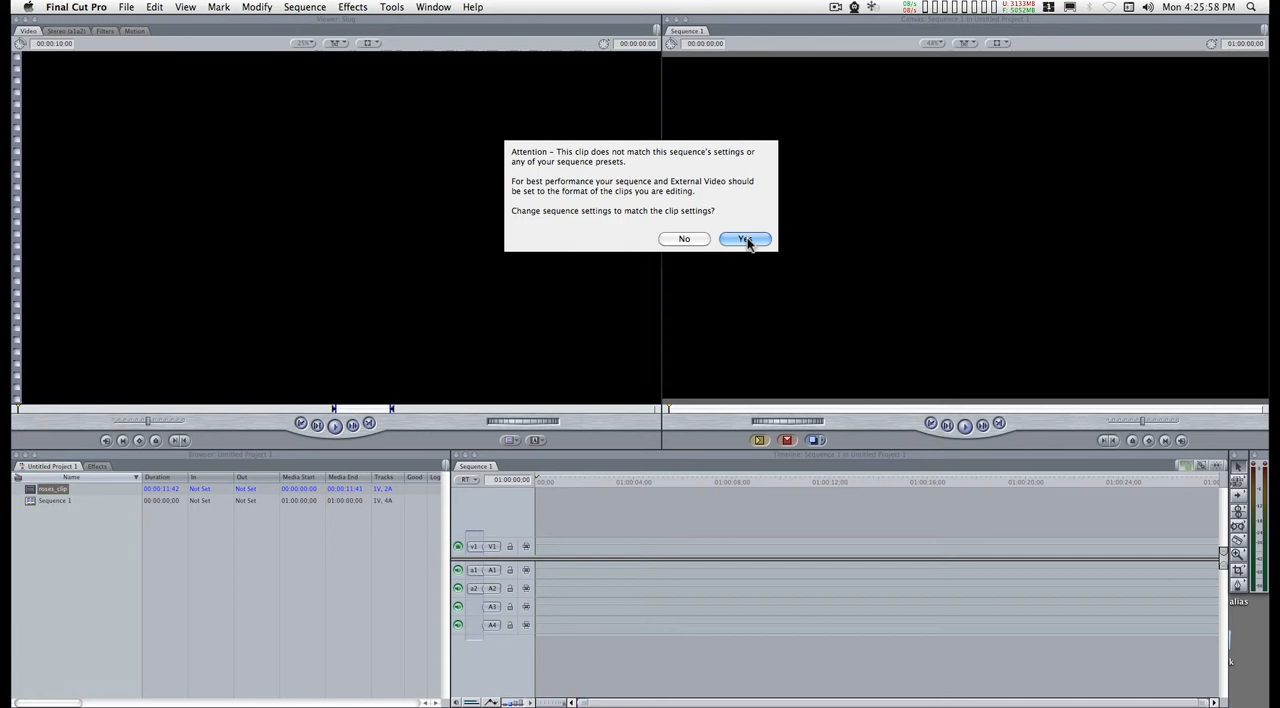 Final Cut Pro File Edit View Mark Modify Sequence Effects Tools Window Help
Mon 4:25:58 PM
Viewer: Slug
Video Stereo (a1a2) Filters Motion
00:00:10:00 25% 00:00:00:00
Canvas: Sequence 1 in Untitled Project 1
Sequence 1
00:00:00;00 48% 01:00:00;00
Attention - This clip does not match this sequence's settings or
any of your sequence presets.
For best performance your sequence and External Video should
be set to the format of the clips you are editing.
Change sequence settings to match the clip settings?
No Yes
Browser: Untitled Project 1
Untitled Project 1 Effects
Name Duration In Out Media Start Media End Tracks Good Log
roses_clip 00:00:11:42 Not Set Not Set 00:00:00:00 00:00:11:41 1V, 2A
Sequence 1 00:00:00;00 Not Set Not Set 01:00:00;00 01:00:00;00 1V, 4A
Timeline: Sequence 1 in Untitled Project 1
Sequence 1
RT 01:00:00;00 00;00 01:00:04;00 01:00:08;00 01:00:12;00 01:00:16;00 01:00:20;00 01:00:24;00
v1 V1
a1 A1
a2 A2
A3
A4
alias
k